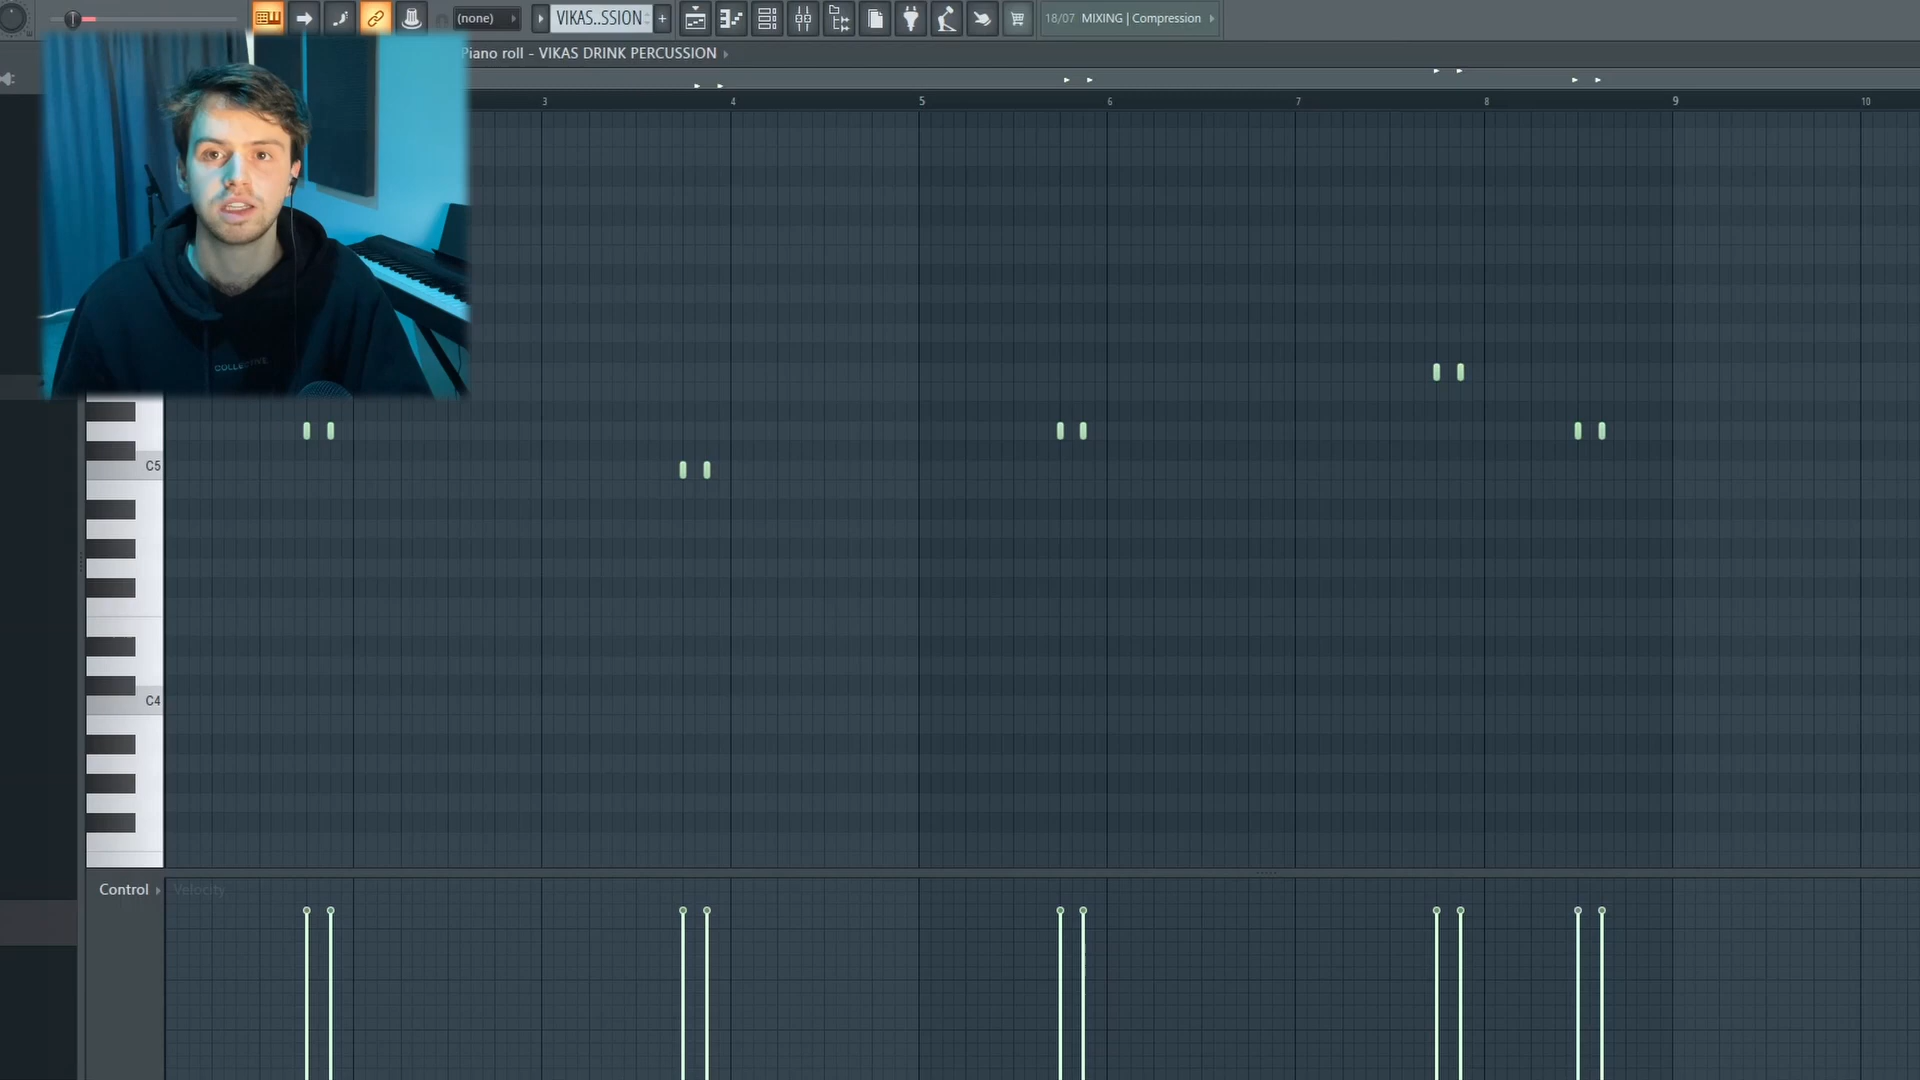 (none)
VIKAS..SSION
+
18/07 MIXING | Compression
Piano roll - VIKAS DRINK PERCUSSION
3 4 5 6 7 8 9 10
COLLECTIVE.
C5
C4
Control
Velocity